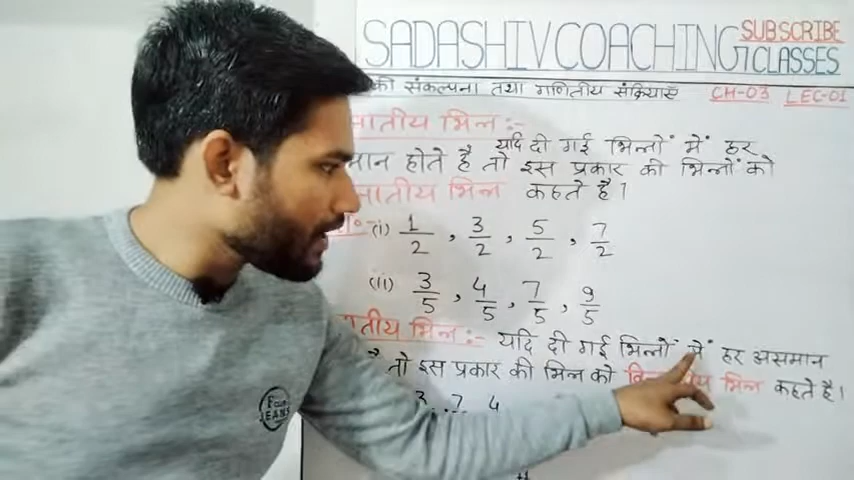 SADASHIV COACHING CLASSES
SUBSCRIBE
की संकल्पना तथा गणितीय संक्रियाएँ CH-03 LEC-01
जातीय भिन्न:-
यदि दी गई भिन्नों में हर
मान होते है तो इस प्रकार की भिन्नों को
जातीय भिन्न कहते है।
(i) 1/2, 3/2, 5/2, 7/2
(ii) 3/5, 4/5, 7/5, 9/5
तीय भिन्न:- यदि दी गई भिन्नों में हर असमान
है तो इस प्रकार की भिन्न को भिन्न कहते है।
3, 7, 4